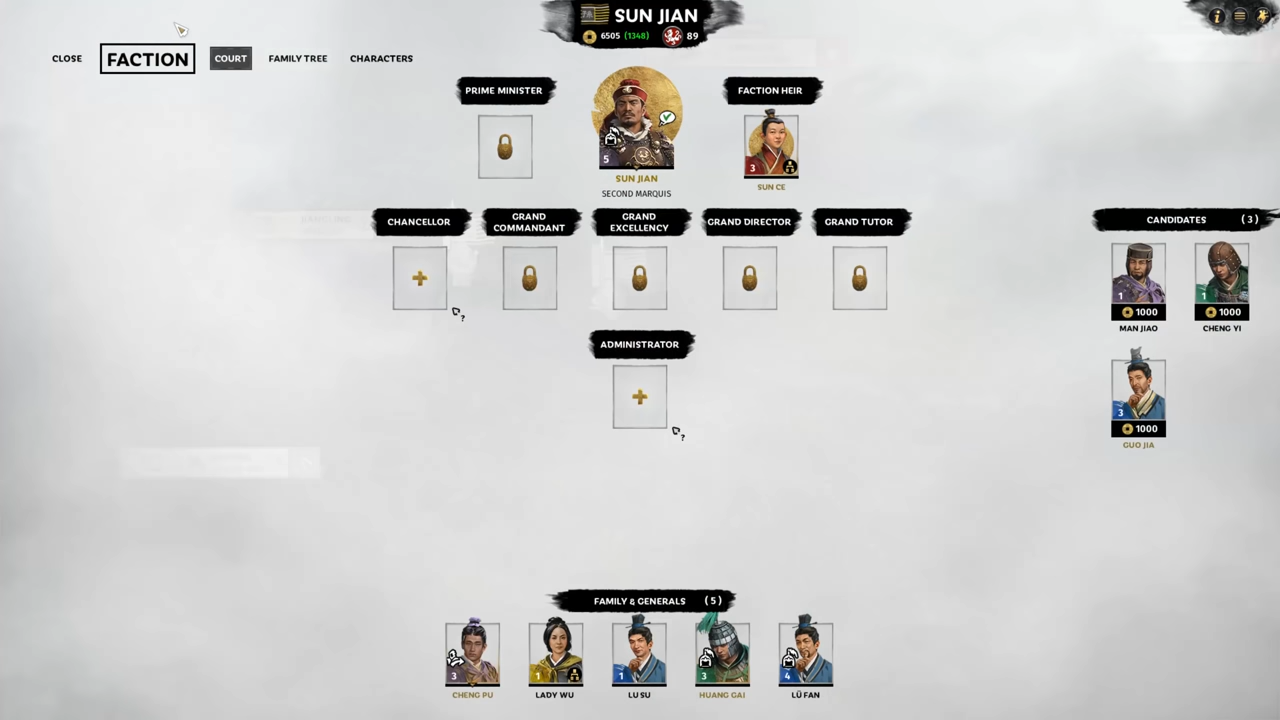 SUN JIAN
6505 (1348) 89
CLOSE FACTION COURT FAMILY TREE CHARACTERS
PRIME MINISTER
FACTION HEIR
5
SUN JIAN
SECOND MARQUIS
3
SUN CE
CHANCELLOR
GRAND
COMMANDANT
GRAND
EXCELLENCY
GRAND DIRECTOR
GRAND TUTOR
CANDIDATES (3)
1
1000
MAN JIAO
1
1000
CHENG YI
ADMINISTRATOR
3
1000
GUO JIA
FAMILY & GENERALS (5)
3
CHENG PU
1
LADY WU
1
LU SU
3
HUANG GAI
4
LÜ FAN